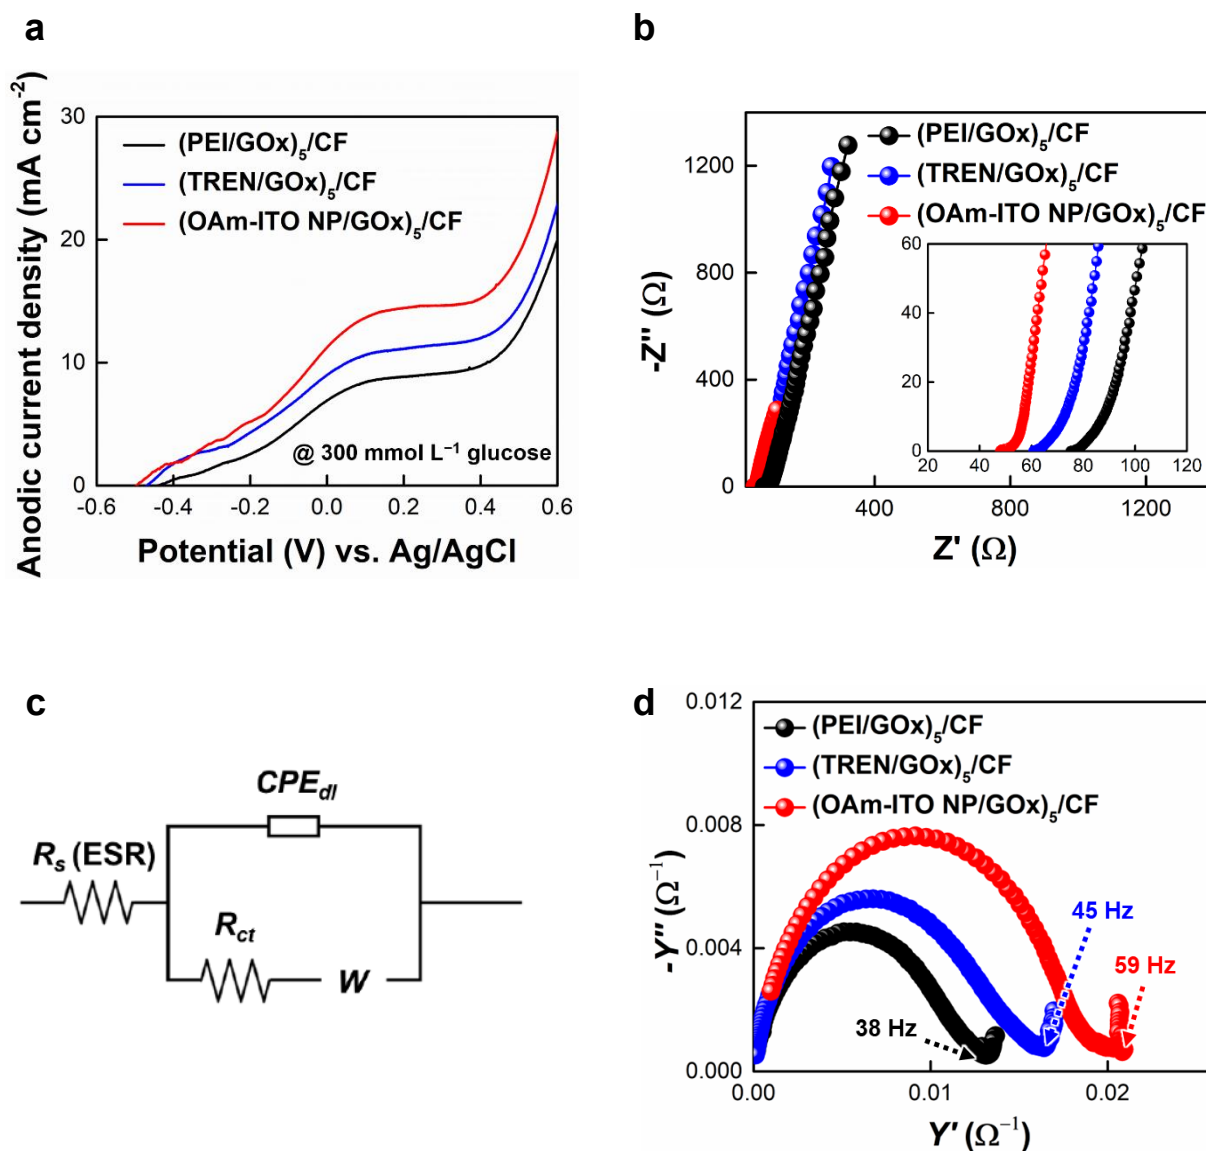 a
Anodic current density (mA cm⁻²)
30
20
10
0
(PEI/GOx)₅/CF
(TREN/GOx)₅/CF
(OAm-ITO NP/GOx)₅/CF
@ 300 mmol L⁻¹ glucose
-0.6 -0.4 -0.2 0.0 0.2 0.4 0.6
Potential (V) vs. Ag/AgCl
b
-Z'' (Ω)
1200
800
400
0
(PEI/GOx)₅/CF
(TREN/GOx)₅/CF
(OAm-ITO NP/GOx)₅/CF
60
40
20
0
20 40 60 80 100 120
400 800 1200
Z' (Ω)
c
CPE_dl
R_s (ESR)
R_ct
W
d
-Y'' (Ω⁻¹)
0.012
0.008
0.004
0.000
(PEI/GOx)₅/CF
(TREN/GOx)₅/CF
(OAm-ITO NP/GOx)₅/CF
45 Hz
59 Hz
38 Hz
0.00 0.01 0.02
Y' (Ω⁻¹)